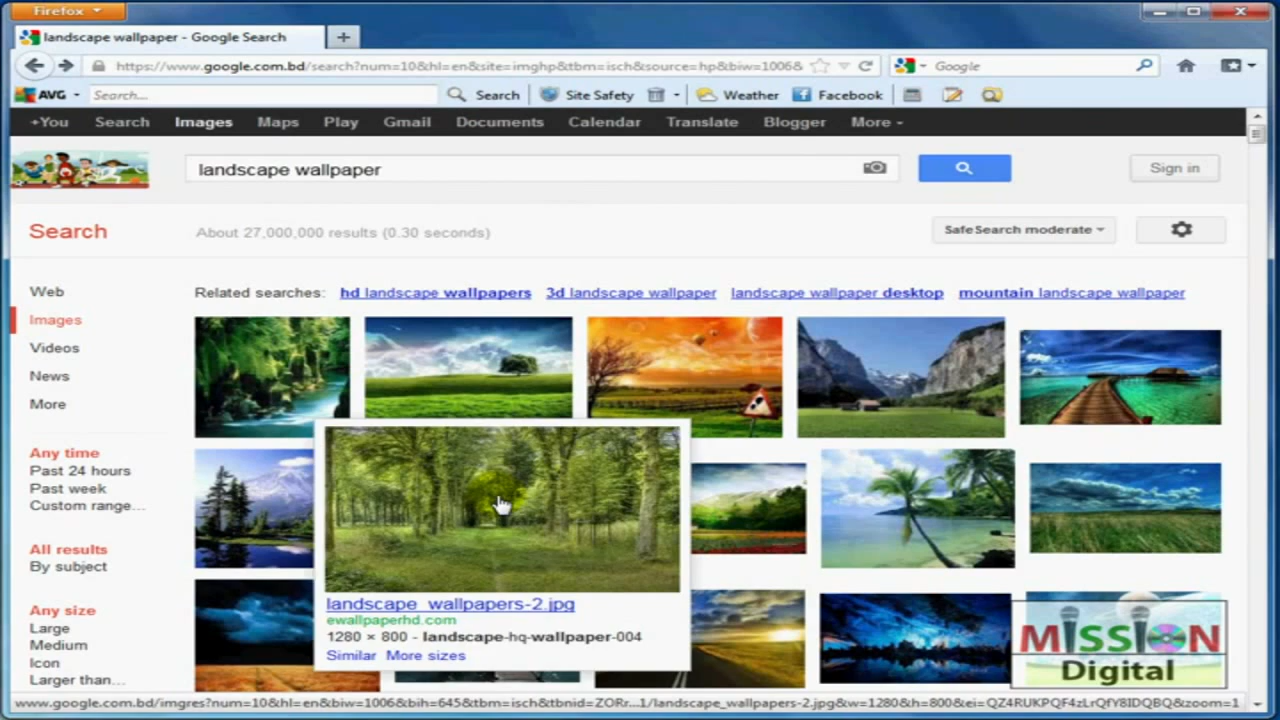 Firefox
landscape wallpaper - Google Search
https://www.google.com.bd/search?num=10&hl=en&site=imghp&tbm=isch&source=hp&biw=1006&
Google
AVG
Search...
Search
Site Safety
Weather
Facebook
+You Search Images Maps Play Gmail Documents Calendar Translate Blogger More
landscape wallpaper
Sign in
Search
About 27,000,000 results (0.30 seconds)
SafeSearch moderate
Web
Related searches: hd landscape wallpapers 3d landscape wallpaper landscape wallpaper desktop mountain landscape wallpaper
Images
Videos
News
More
Any time
Past 24 hours
Past week
Custom range...
All results
By subject
Any size
Large
Medium
Icon
Larger than...
landscape_wallpapers-2.jpg
ewallpaperhd.com
1280 × 800 - landscape-hq-wallpaper-004
Similar More sizes
MISSION
Digital
www.google.com.bd/imgres?num=10&hl=en&biw=1006&bih=645&tbm=isch&tbnid=ZORr...1/landscape_wallpapers-2.jpg&w=1280&h=800&ei=QZ4RUKPQF4zLrQfY8IDQBQ&zoom=1